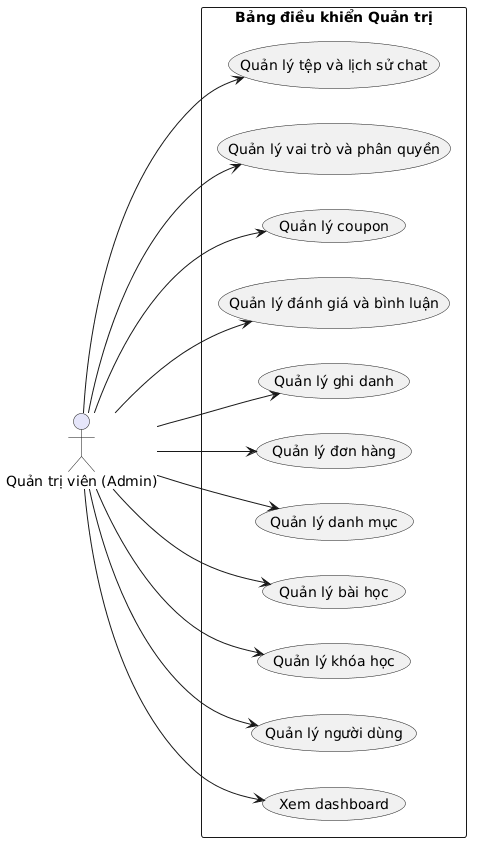 Bảng điều khiển Quản trị
Quản lý tệp và lịch sử chat
Quản lý vai trò và phân quyền
Quản lý coupon
Quản lý đánh giá và bình luận
Quản lý ghi danh
Quản lý đơn hàng
Quản trị viên (Admin)
Quản lý danh mục
Quản lý bài học
Quản lý khóa học
Quản lý người dùng
Xem dashboard